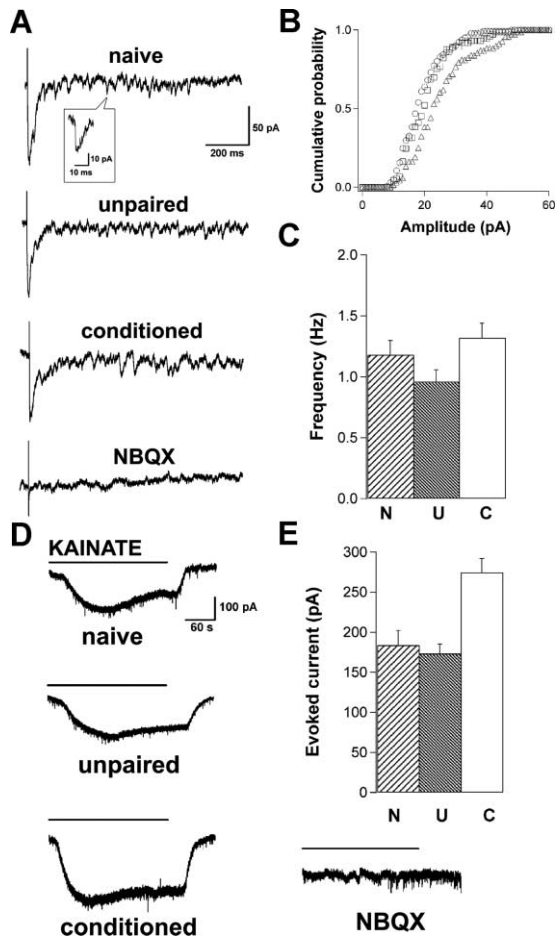 A
naive
50 pA
200 ms
10 pA
10 ms
unpaired
conditioned
NBQX
B
Cumulative probability
1.0
0.5
0.0
0
20
40
60
Amplitude (pA)
C
Frequency (Hz)
2.0
1.5
1.0
0.5
0.0
N U C
D
KAINATE
100 pA
60 s
naive
unpaired
conditioned
E
Evoked current (pA)
300
250
200
150
100
50
0
N U C
NBQX